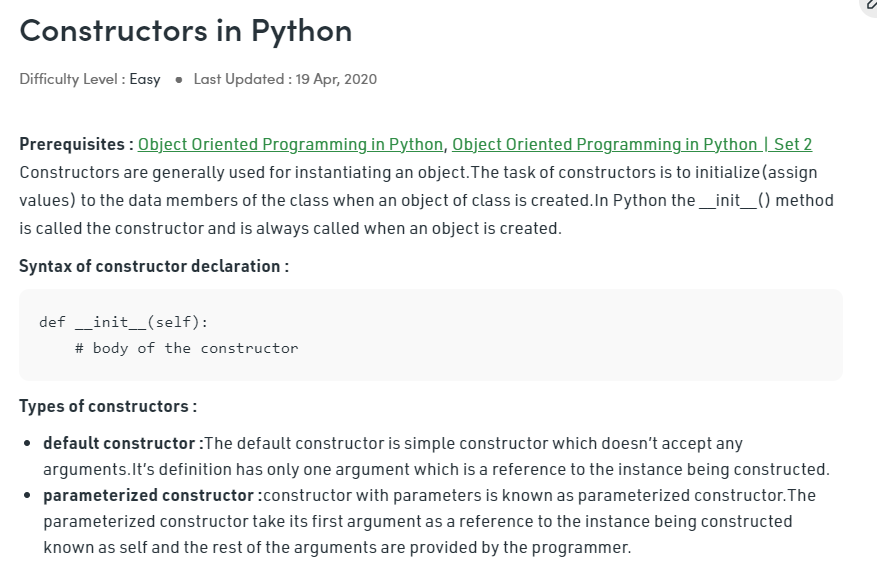 Constructors in Python
Difficulty Level : Easy ● Last Updated : 19 Apr, 2020
Prerequisites : Object Oriented Programming in Python, Object Oriented Programming in Python | Set 2
Constructors are generally used for instantiating an object.The task of constructors is to initialize(assign
values) to the data members of the class when an object of class is created.In Python the __init__() method
is called the constructor and is always called when an object is created.
Syntax of constructor declaration :
def __init__(self):
    # body of the constructor
Types of constructors :
• default constructor :The default constructor is simple constructor which doesn’t accept any
arguments.It’s definition has only one argument which is a reference to the instance being constructed.
• parameterized constructor :constructor with parameters is known as parameterized constructor.The
parameterized constructor take its first argument as a reference to the instance being constructed
known as self and the rest of the arguments are provided by the programmer.